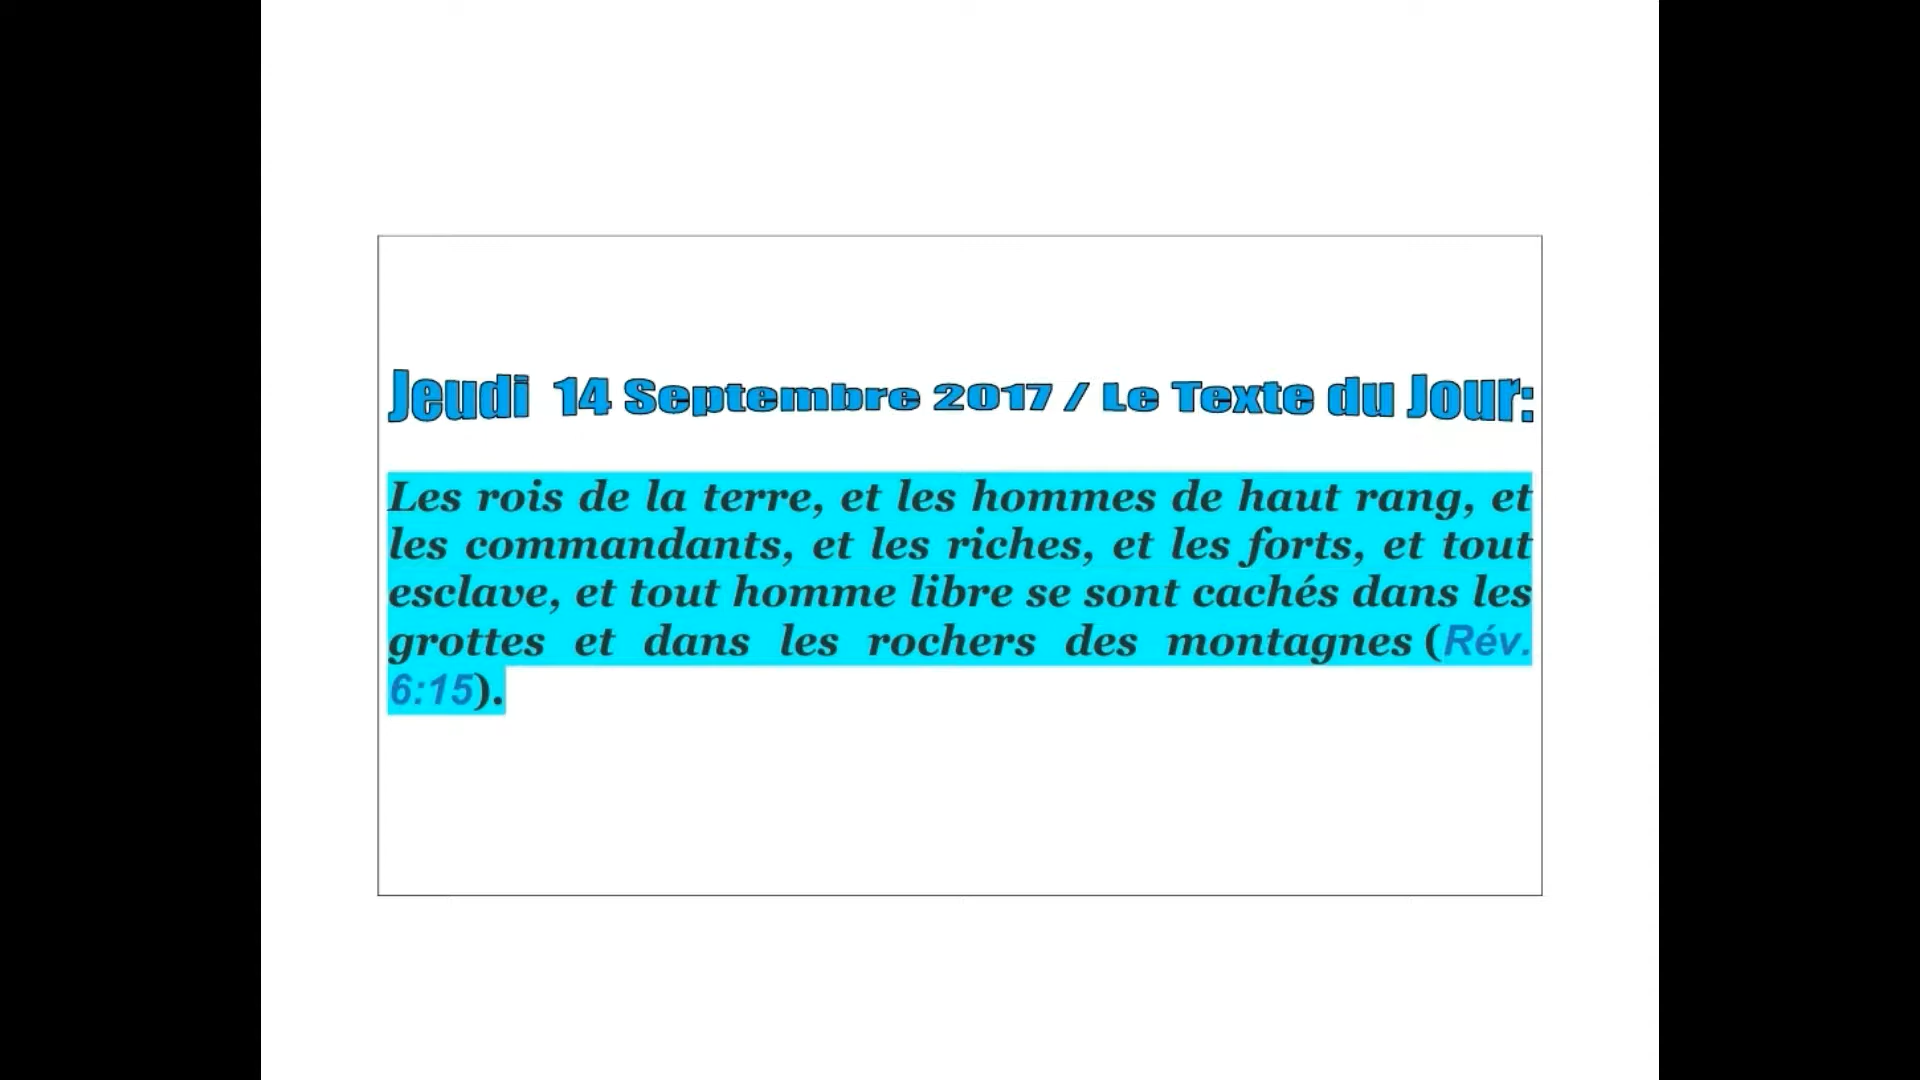 Jeudi 14 Septembre 2017 / Le Texte du Jour:
Les rois de la terre, et les hommes de haut rang, et
les commandants, et les riches, et les forts, et tout
esclave, et tout homme libre se sont cachés dans les
grottes et dans les rochers des montagnes (Rév.
6:15).